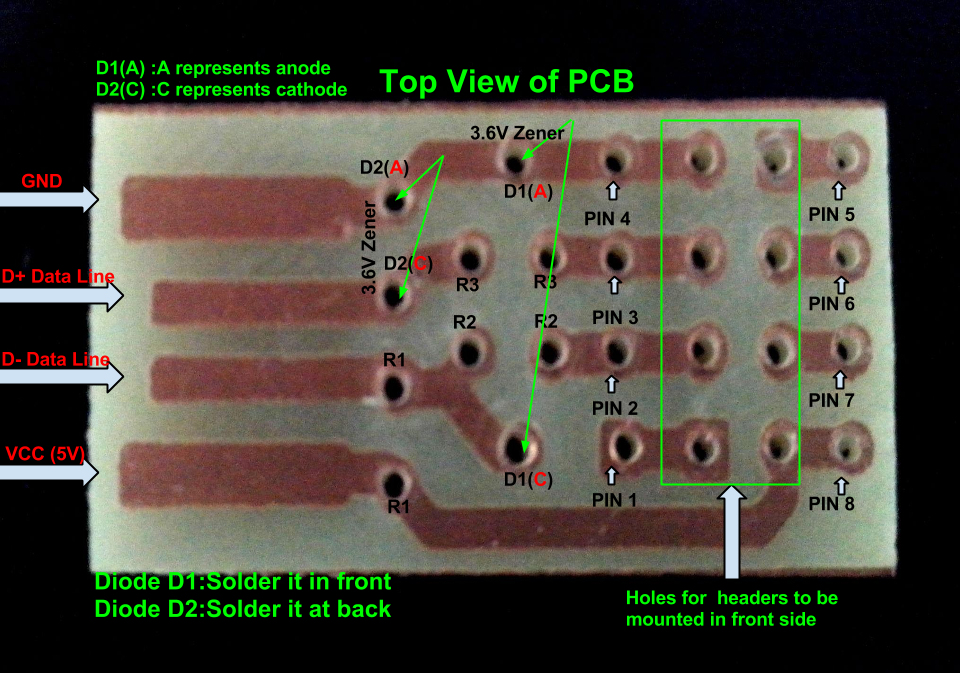 D1(A) :A represents anode
D2(C) :C represents cathode
Top View of PCB
3.6V Zener
D2(A)
GND
D1(A)
PIN 4
PIN 5
3.6V Zener
D2(C)
D+ Data Line
R3
R3
PIN 3
PIN 6
R2
R2
D- Data Line
R1
PIN 2
PIN 7
VCC (5V)
D1(C)
R1
PIN 1
PIN 8
Diode D1:Solder it in front
Diode D2:Solder it at back
Holes for headers to be
mounted in front side